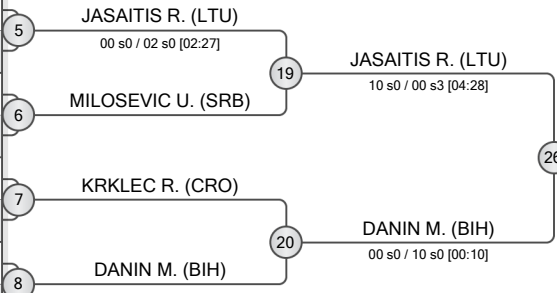 JASAITIS R. (LTU)
5
00 s0 / 02 s0 [02:27]
19
JASAITIS R. (LTU)
10 s0 / 00 s3 [04:28]
MILOSEVIC U. (SRB)
6
26
KRKLEC R. (CRO)
7
20
DANIN M. (BIH)
00 s0 / 10 s0 [00:10]
DANIN M. (BIH)
8